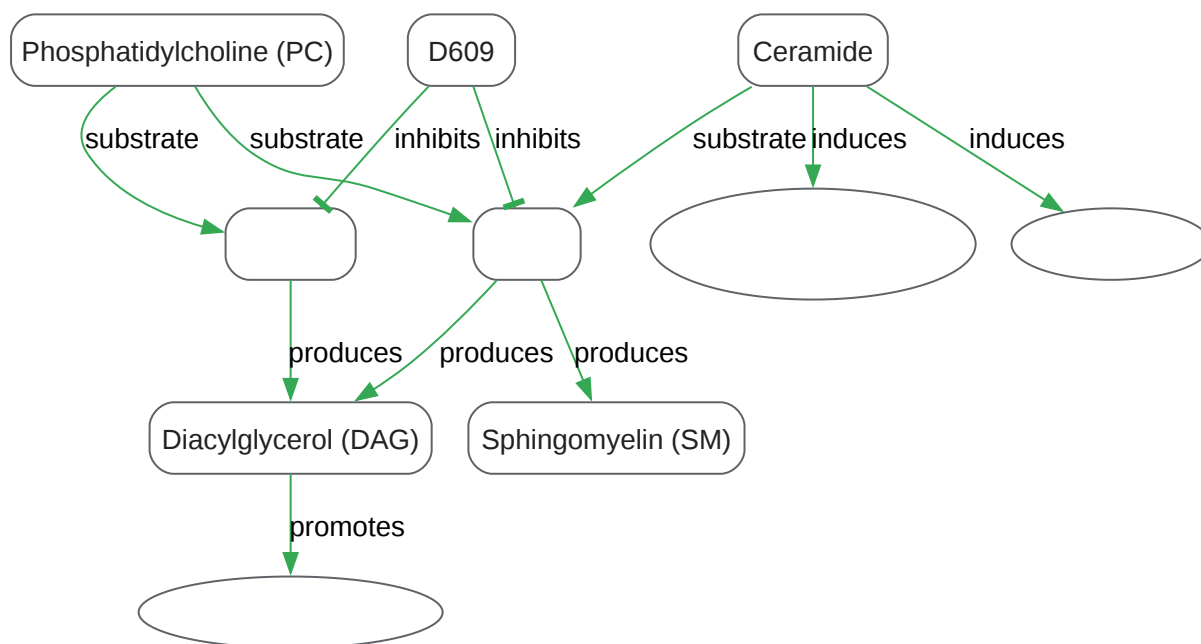 Phosphatidylcholine (PC)
D609
Ceramide
substrate
substrate
inhibits
inhibits
substrate
induces
induces
produces
produces
produces
Diacylglycerol (DAG)
Sphingomyelin (SM)
promotes